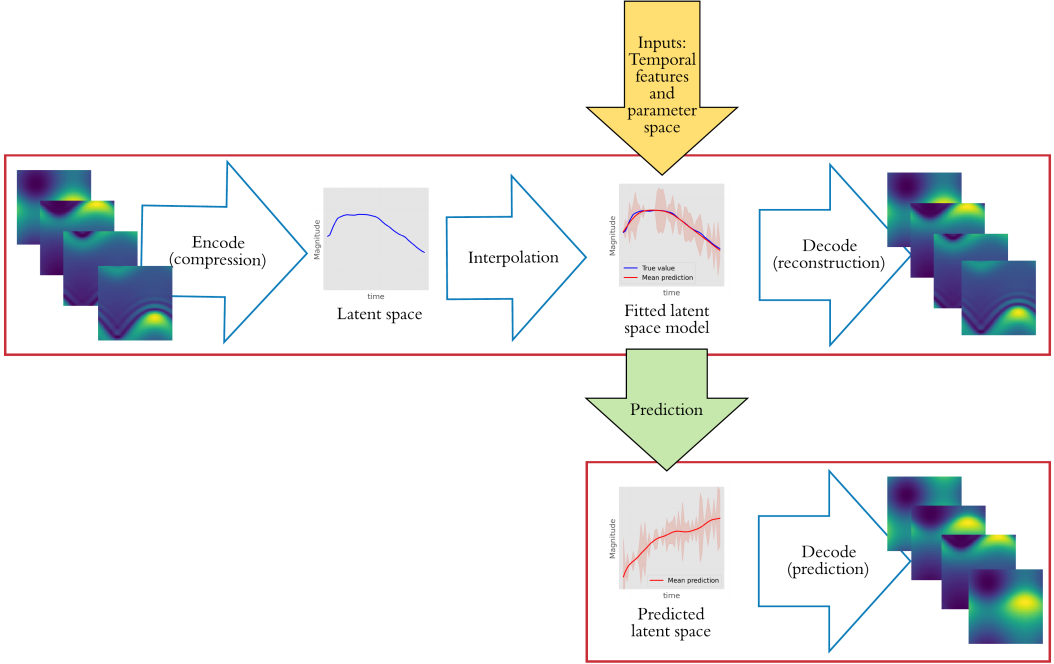 Inputs:
Temporal
features
and
parameter
space
Encode
(compression)
Magnitude
time
Latent space
Interpolation
Magnitude
True value
Mean prediction
time
Fitted latent
space model
Decode
(reconstruction)
Prediction
Magnitude
Mean prediction
time
Predicted
latent space
Decode
(prediction)